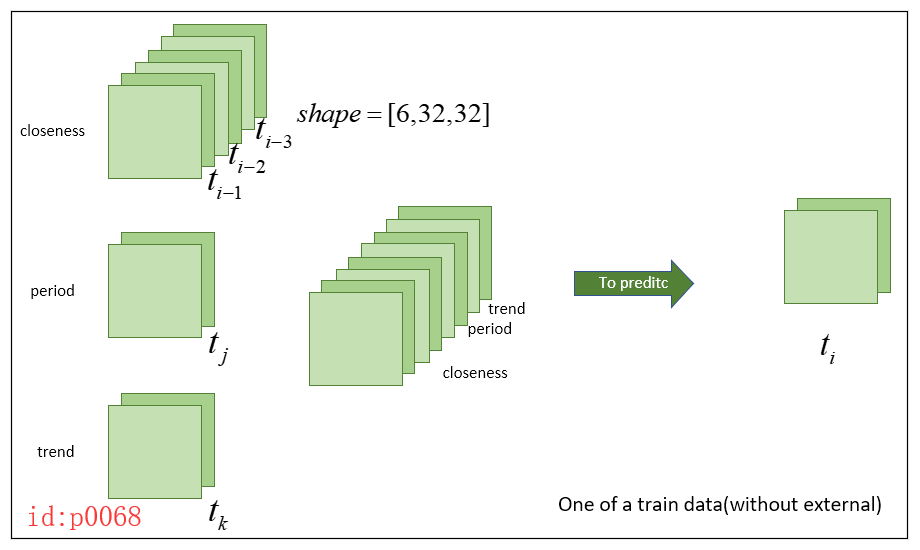 closeness
shape = [6,32,32]
t_{i-3}
t_{i-2}
t_{i-1}
period
t_j
trend
period
closeness
To preditc
t_i
trend
t_k
id:p0068
One of a train data(without external)